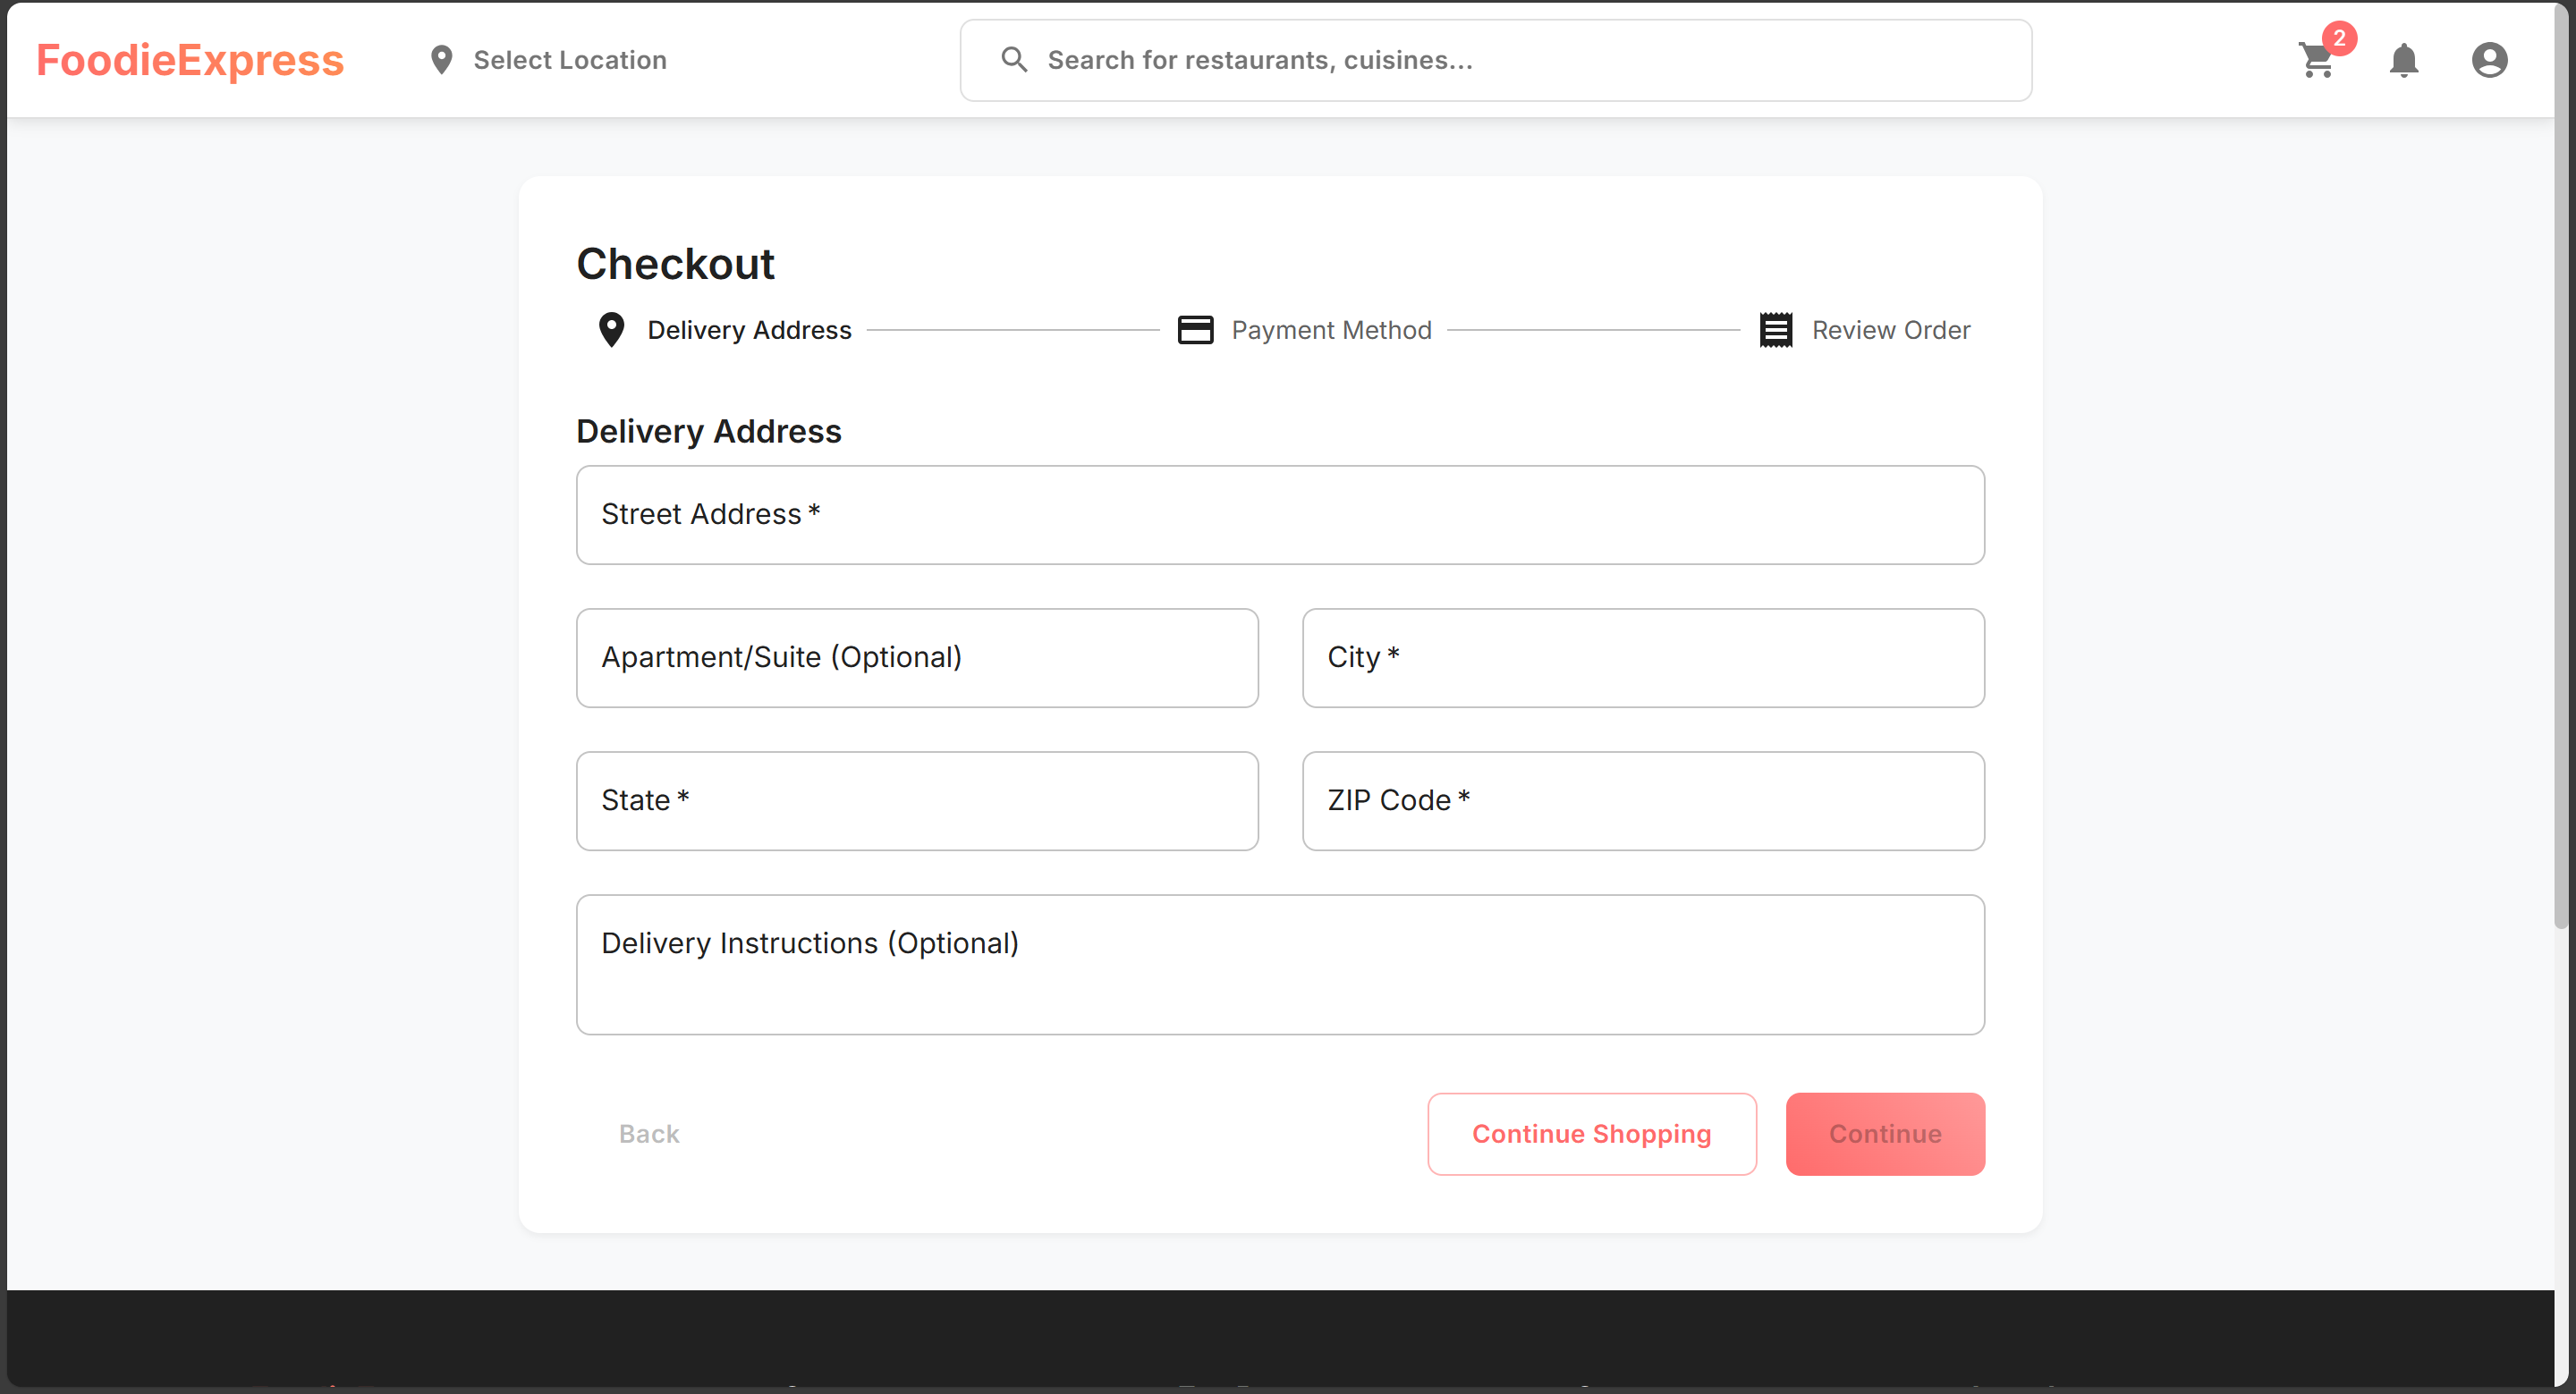 FoodieExpress Select Location Search for restaurants, cuisines... 2
Checkout
Delivery Address Payment Method Review Order
Delivery Address
Street Address *
Apartment/Suite (Optional) City *
State * ZIP Code *
Delivery Instructions (Optional)
Back Continue Shopping Continue